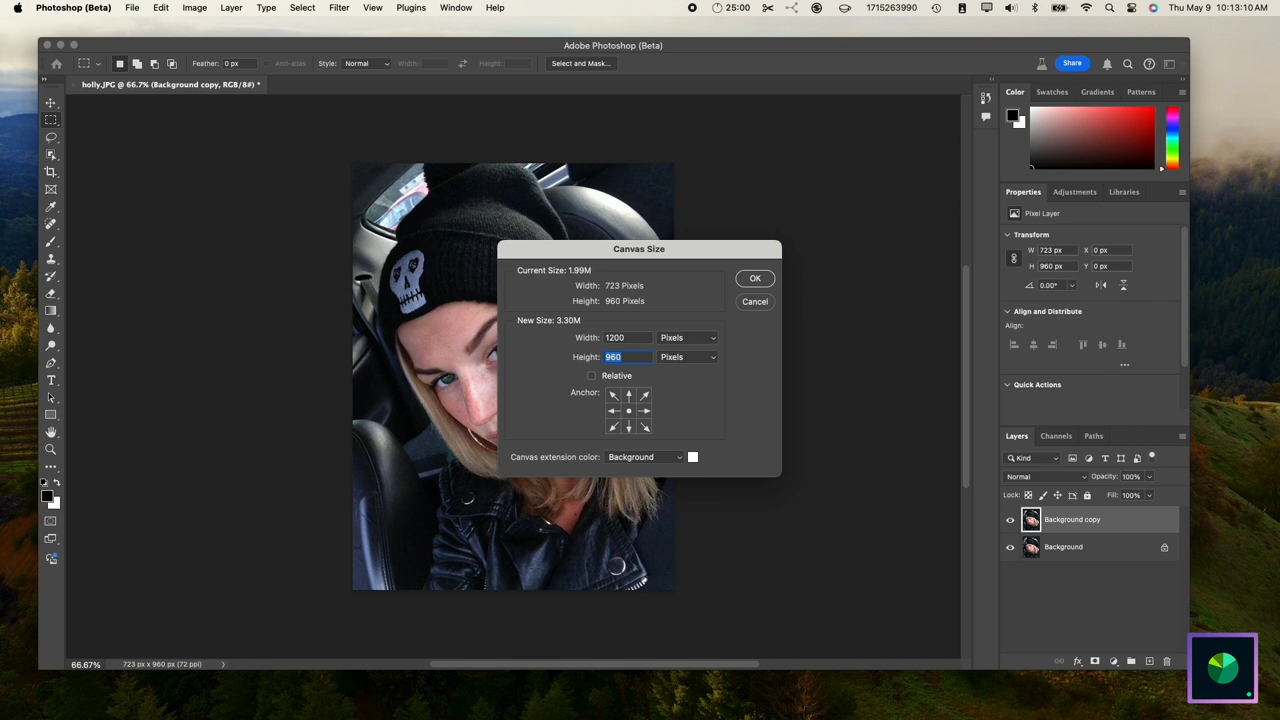 Photoshop (Beta) File Edit Image Layer Type Select Filter View Plugins Window Help 25:00 1715263990 Thu May 9 10:13:10 AM
Adobe Photoshop (Beta)
Feather: 0 px Anti-alias Style: Normal Width: Height: Select and Mask... Share
holly.JPG @ 66.7% (Background copy, RGB/8#) *
Color Swatches Gradients Patterns
Properties Adjustments Libraries
Pixel Layer
Transform
W 723 px X 0 px
H 960 px Y 0 px
0.00°
Align and Distribute
Align:
Quick Actions
Canvas Size
Current Size: 1.99M
Width: 723 Pixels
Height: 960 Pixels
OK
Cancel
New Size: 3.30M
Width: 1200 Pixels
Height: 960 Pixels
Relative
Anchor:
Canvas extension color: Background
Layers Channels Paths
Kind
Normal Opacity: 100%
Lock: Fill: 100%
Background copy
Background
66.67% 723 px x 960 px (72 ppi)